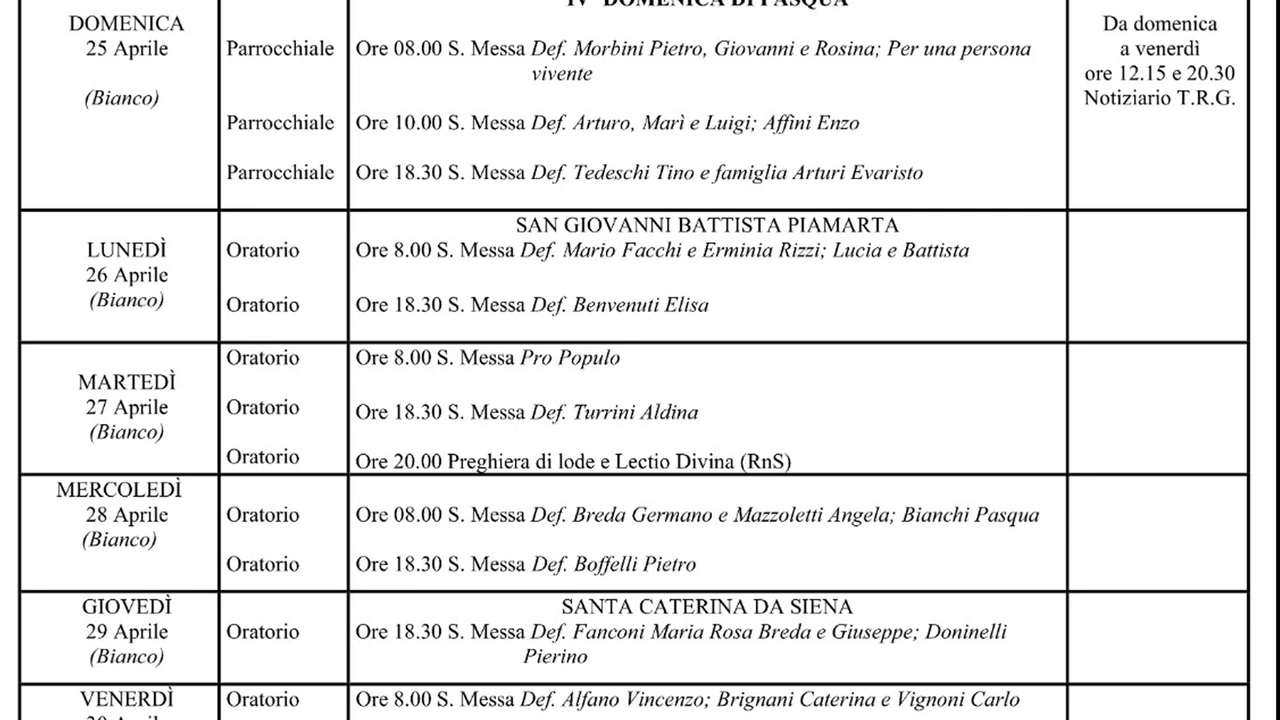 IV DOMENICA DI PASQUA
DOMENICA
25 Aprile
(Bianco)
Parrocchiale
Ore 08.00 S. Messa Def. Morbini Pietro, Giovanni e Rosina; Per una persona
vivente
Parrocchiale
Ore 10.00 S. Messa Def. Arturo, Marì e Luigi; Affini Enzo
Parrocchiale
Ore 18.30 S. Messa Def. Tedeschi Tino e famiglia Arturi Evaristo
Da domenica
a venerdì
ore 12.15 e 20.30
Notiziario T.R.G.
LUNEDÌ
26 Aprile
(Bianco)
SAN GIOVANNI BATTISTA PIAMARTA
Oratorio
Ore 8.00 S. Messa Def. Mario Facchi e Erminia Rizzi; Lucia e Battista
Oratorio
Ore 18.30 S. Messa Def. Benvenuti Elisa
MARTEDÌ
27 Aprile
(Bianco)
Oratorio
Ore 8.00 S. Messa Pro Populo
Oratorio
Ore 18.30 S. Messa Def. Turrini Aldina
Oratorio
Ore 20.00 Preghiera di lode e Lectio Divina (RnS)
MERCOLEDÌ
28 Aprile
(Bianco)
Oratorio
Ore 08.00 S. Messa Def. Breda Germano e Mazzoletti Angela; Bianchi Pasqua
Oratorio
Ore 18.30 S. Messa Def. Boffelli Pietro
GIOVEDÌ
29 Aprile
(Bianco)
SANTA CATERINA DA SIENA
Oratorio
Ore 18.30 S. Messa Def. Fanconi Maria Rosa Breda e Giuseppe; Doninelli
Pierino
VENERDÌ
30 Aprile
Oratorio
Ore 8.00 S. Messa Def. Alfano Vincenzo; Brignani Caterina e Vignoni Carlo